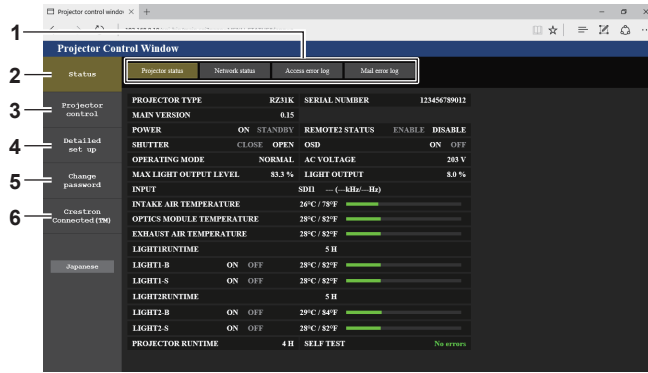 Projector control windov
1
Projector Control Window
2 Status
Projector status Network status Access error log Mail error log
3 Projector control
4 Detailed set up
5 Change password
6 Crestron Connected(TM)
Japanese
PROJECTOR TYPE RZ31K SERIAL NUMBER 123456789012
MAIN VERSION 0.15
POWER ON STANDBY REMOTE2 STATUS ENABLE DISABLE
SHUTTER CLOSE OPEN OSD ON OFF
OPERATING MODE NORMAL AC VOLTAGE 203 V
MAX LIGHT OUTPUT LEVEL 83.3 % LIGHT OUTPUT 8.0 %
INPUT SDI1 --- (---kHz/---Hz)
INTAKE AIR TEMPERATURE 26°C / 78°F
OPTICS MODULE TEMPERATURE 28°C / 82°F
EXHAUST AIR TEMPERATURE 28°C / 82°F
LIGHT1RUNTIME 5 H
LIGHT1-B ON OFF 28°C / 82°F
LIGHT1-S ON OFF 28°C / 82°F
LIGHT2RUNTIME 5 H
LIGHT2-B ON OFF 29°C / 84°F
LIGHT2-S ON OFF 28°C / 82°F
PROJECTOR RUNTIME 4 H SELF TEST No errors